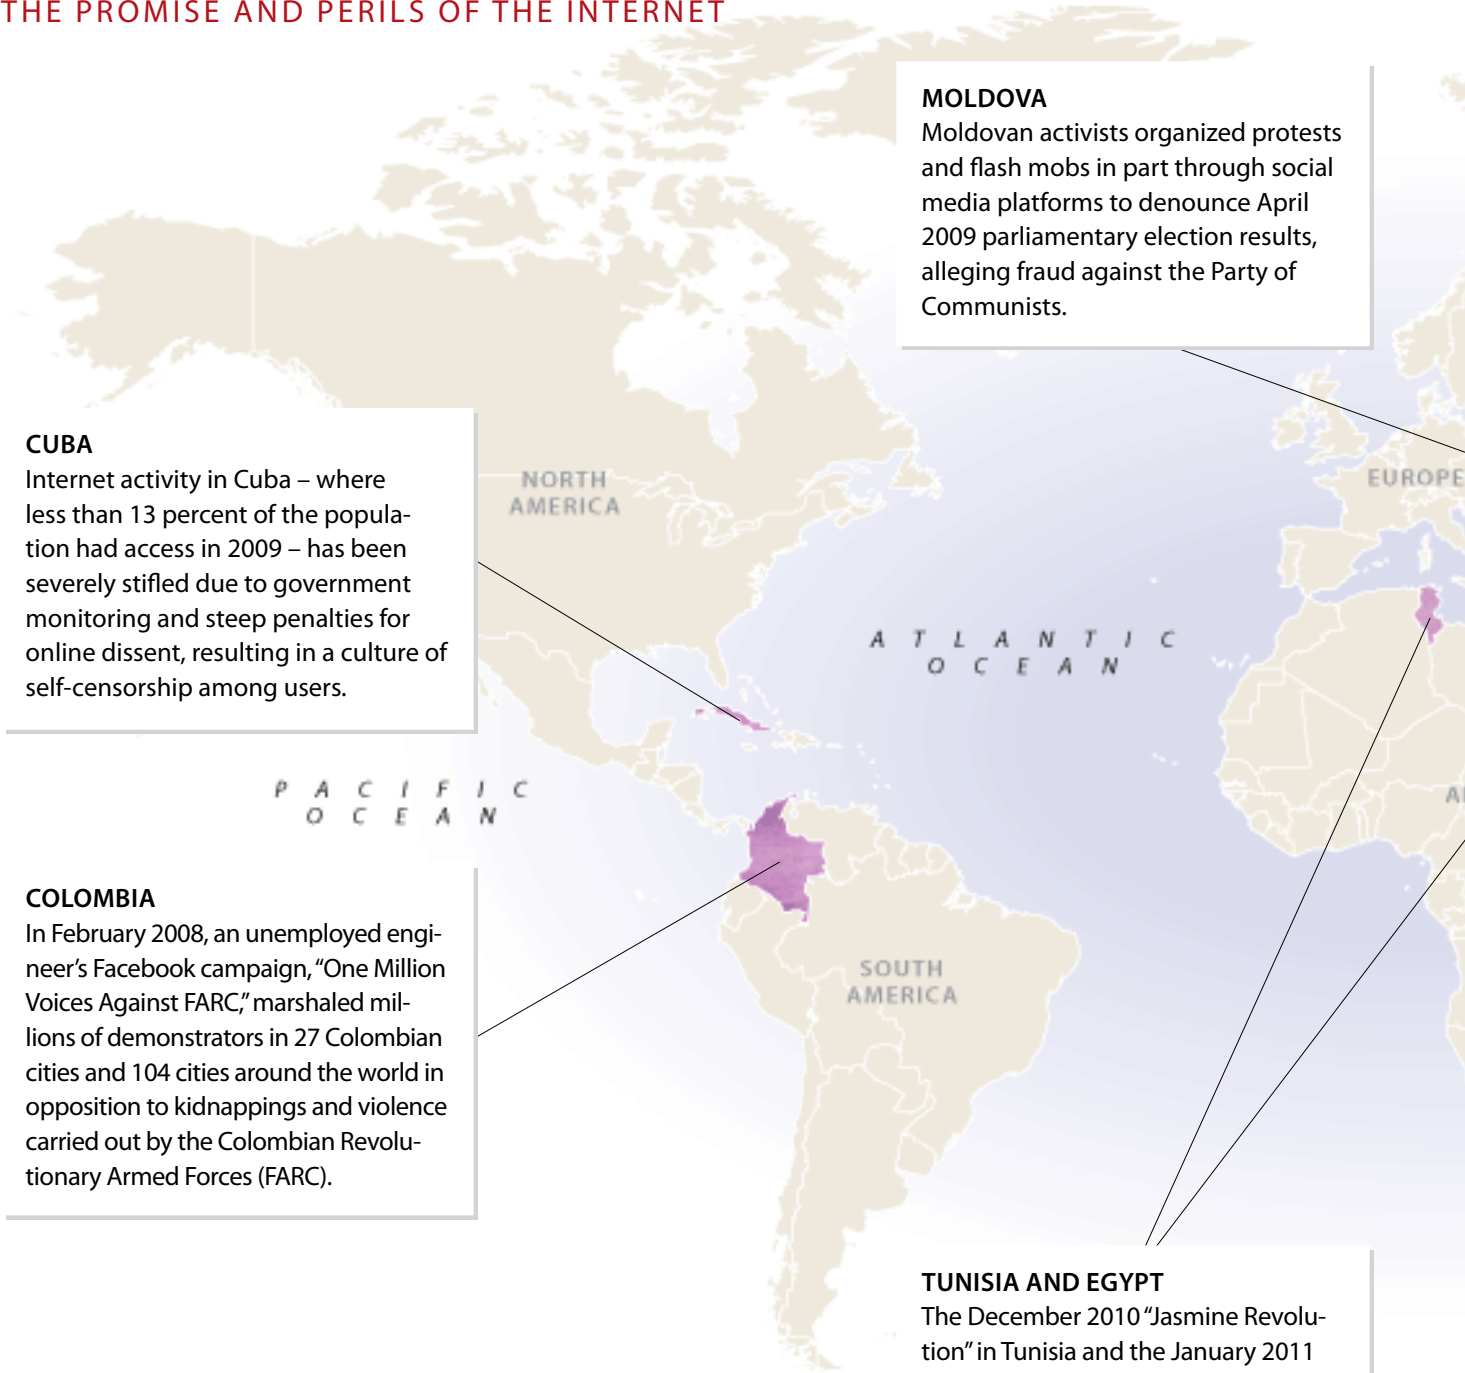 THE PROMISE AND PERILS OF THE INTERNET
MOLDOVA
Moldovan activists organized protests
and flash mobs in part through social
media platforms to denounce April
2009 parliamentary election results,
alleging fraud against the Party of
Communists.
CUBA
Internet activity in Cuba – where
less than 13 percent of the popula-
tion had access in 2009 – has been
severely stifled due to government
monitoring and steep penalties for
online dissent, resulting in a culture of
self-censorship among users.
NORTH
AMERICA
EUROPE
ATLANTIC
OCEAN
PACIFIC
OCEAN
COLOMBIA
In February 2008, an unemployed engi-
neer’s Facebook campaign, “One Million
Voices Against FARC,” marshaled mil-
lions of demonstrators in 27 Colombian
cities and 104 cities around the world in
opposition to kidnappings and violence
carried out by the Colombian Revolu-
tionary Armed Forces (FARC).
SOUTH
AMERICA
TUNISIA AND EGYPT
The December 2010 “Jasmine Revolu-
tion” in Tunisia and the January 2011